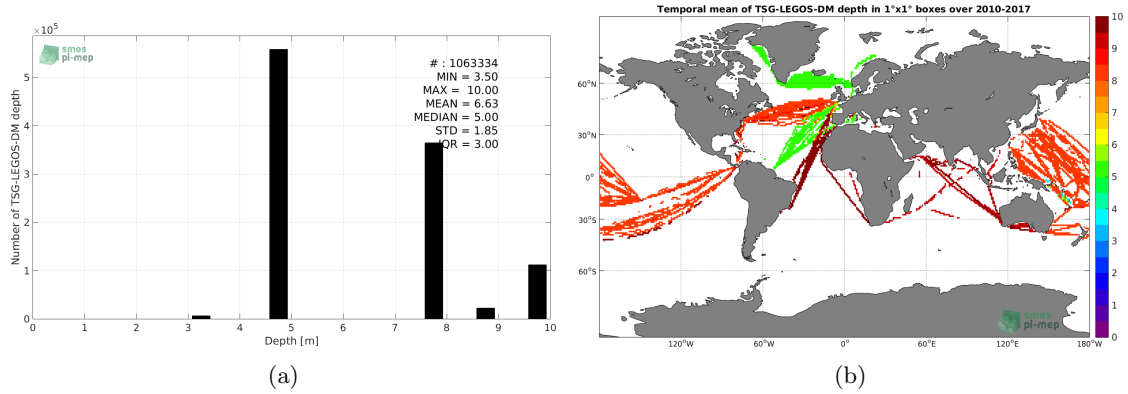 ×10^5
smos
pi-mep
# : 1063334
MIN = 3.50
MAX = 10.00
MEAN = 6.63
MEDIAN = 5.00
STD = 1.85
IQR = 3.00
Number of TSG-LEGOS-DM depth
5
4
3
2
1
0
0 1 2 3 4 5 6 7 8 9 10
Depth [m]
(a)
Temporal mean of TSG-LEGOS-DM depth in 1°x1° boxes over 2010-2017
60°N
30°N
0°
30°S
60°S
120°W 60°W 0° 60°E 120°E 180°W
smos
pi-mep
10
9
8
7
6
5
4
3
2
1
0
(b)